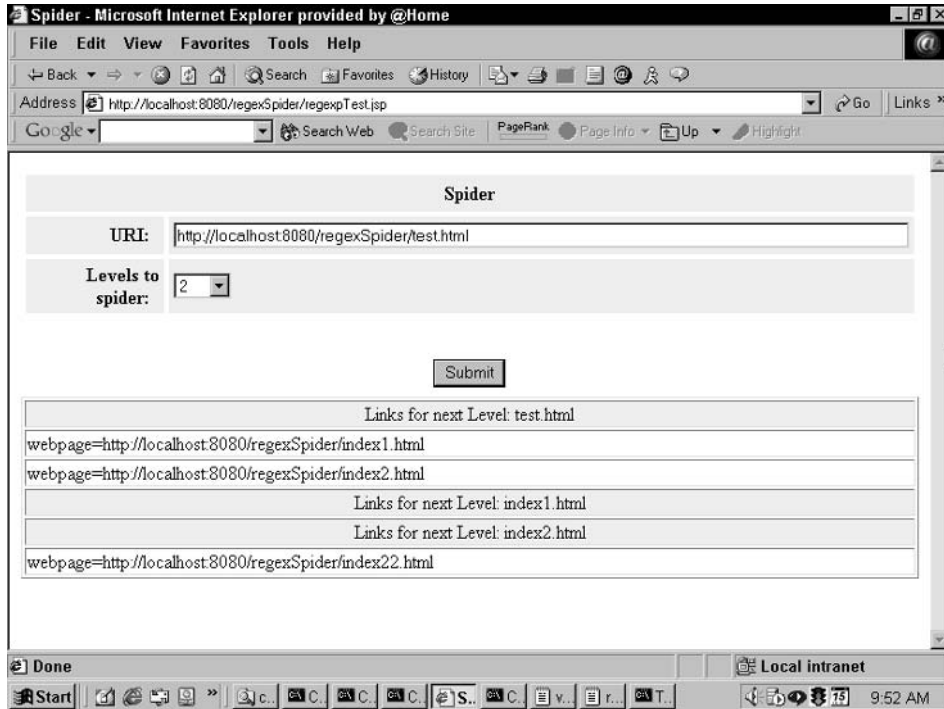 Spider - Microsoft Internet Explorer provided by @Home
File Edit View Favorites Tools Help
Back Search Favorites History
Address http://localhost:8080/regexSpider/regexpTest.jsp Go Links »
Google Search Web Search Site PageRank Page Info Up Highlight
Spider
URI: http://localhost:8080/regexSpider/test.html
Levels to
spider: 2
Submit
Links for next Level: test.html
webpage=http://localhost:8080/regexSpider/index1.html
webpage=http://localhost:8080/regexSpider/index2.html
Links for next Level: index1.html
Links for next Level: index2.html
webpage=http://localhost:8080/regexSpider/index22.html
Done Local intranet
Start » c.. C.. C.. C.. S.. C.. v... r... T.. 15 9:52 AM